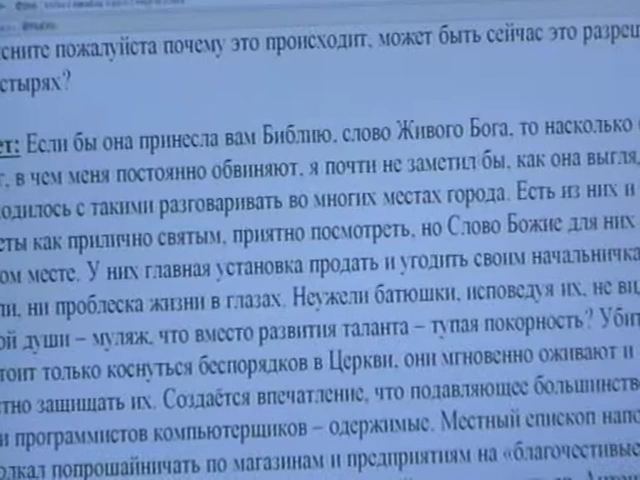 сните пожалуйста почему это происходит, может быть сейчас это разреш
стырях?
ет: Если бы она принесла вам Библию, слово Живого Бога, то насколько
т, в чем меня постоянно обвиняют, я почти не заметил бы, как она выгля
одилось с такими разговаривать во многих местах города. Есть из них и
еты как прилично святым, приятно посмотреть, но Слово Божие для них
ом месте. У них главная установка продать и угодить своим начальничка
ли, ни проблеска жизни в глазах. Неужели батюшки, исповедуя их, не ви
ой души – муляж, что вместо развития таланта – тупая покорность? Убит
тоит только коснуться беспорядков в Церкви, они мгновенно оживают и
тно защищать их. Создаётся впечатление, что подавляющее большинство
и программистов компьютерщиков – одержимые. Местный епископ напо
олкал попрошайничать по магазинам и предприятиям на «благочестивые